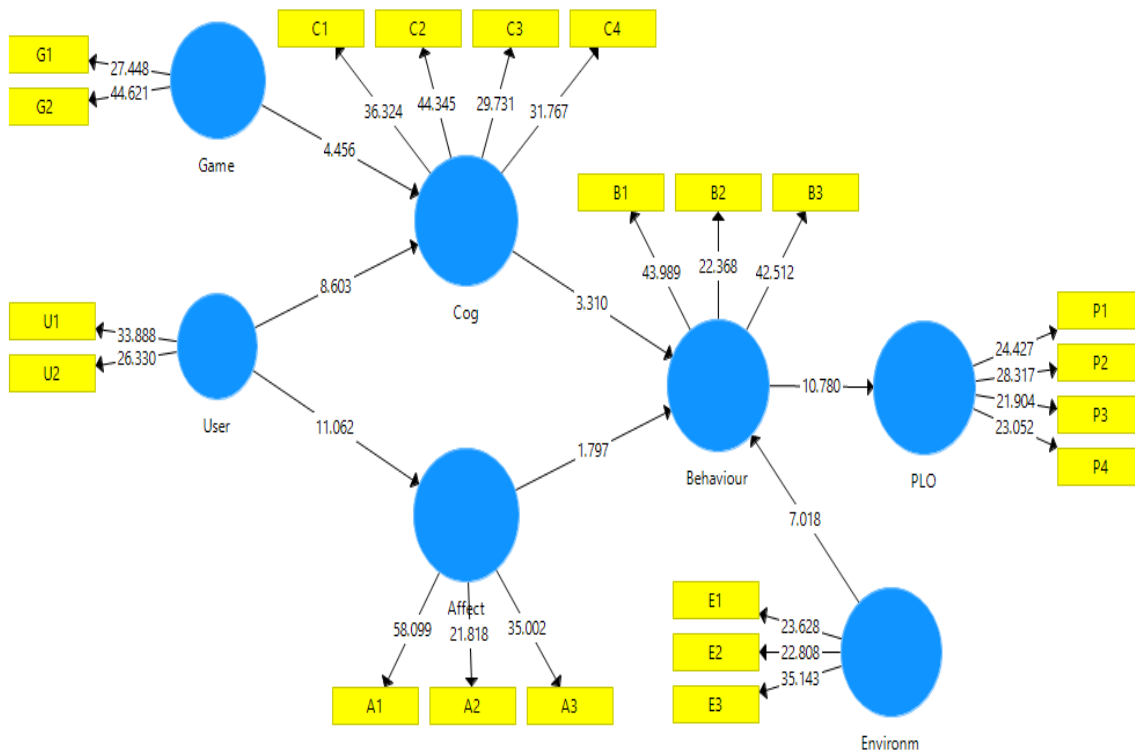 C1
C2
C3
C4
G1
27.448
G2
44.621
Game
36.324
44.345
29.731
31.767
4.456
B1
B2
B3
Cog
8.603
43.989
22.368
42.512
3.310
U1
33.888
U2
26.330
User
11.062
P1
24.427
P2
28.317
P3
21.904
P4
23.052
10.780
Behaviour
PLO
1.797
7.018
Affect
58.099
21.818
35.002
A1
A2
A3
E1
23.628
E2
22.808
E3
35.143
Environm